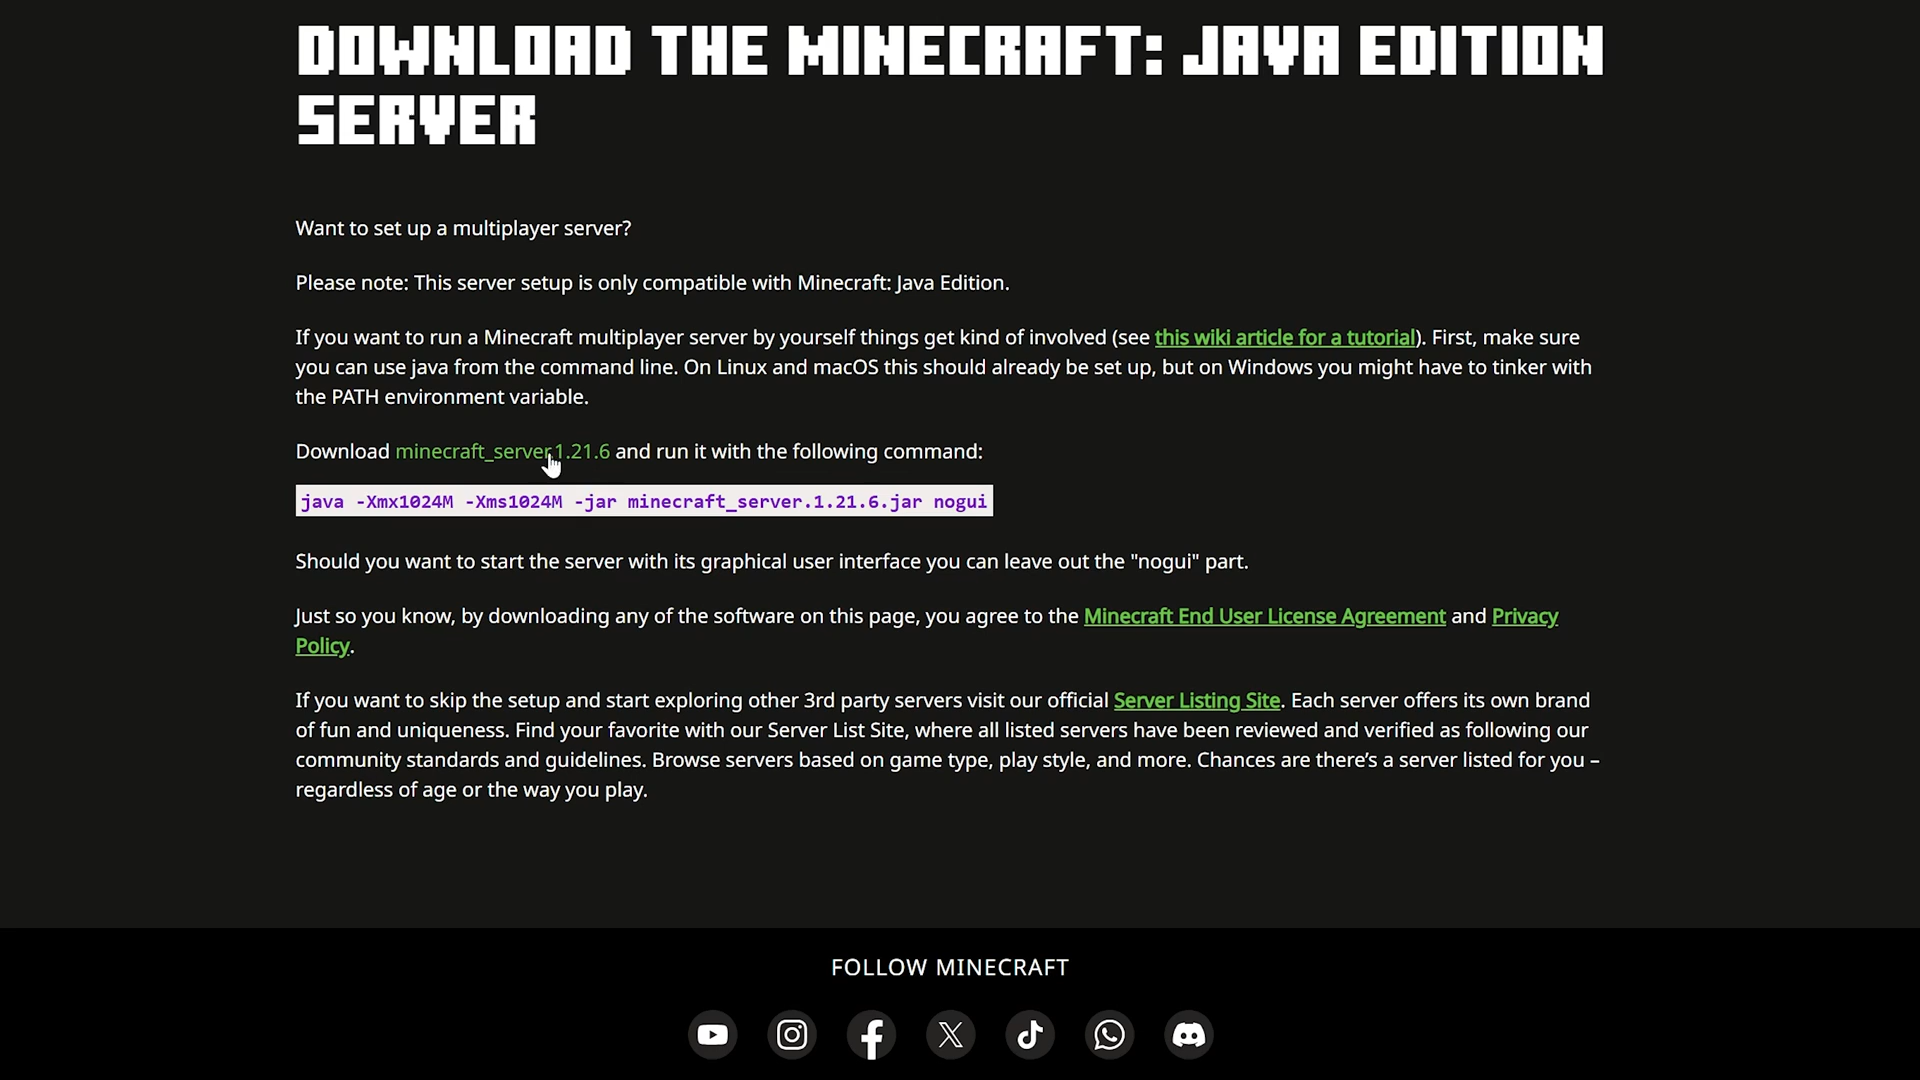 DOWNLOAD THE MINECRAFT: JAVA EDITION
SERVER
Want to set up a multiplayer server?
Please note: This server setup is only compatible with Minecraft: Java Edition.
If you want to run a Minecraft multiplayer server by yourself things get kind of involved (see this wiki article for a tutorial). First, make sure
you can use java from the command line. On Linux and macOS this should already be set up, but on Windows you might have to tinker with
the PATH environment variable.
Download minecraft_server.1.21.6 and run it with the following command:
java -Xmx1024M -Xms1024M -jar minecraft_server.1.21.6.jar nogui
Should you want to start the server with its graphical user interface you can leave out the "nogui" part.
Just so you know, by downloading any of the software on this page, you agree to the Minecraft End User License Agreement and Privacy
Policy.
If you want to skip the setup and start exploring other 3rd party servers visit our official Server Listing Site. Each server offers its own brand
of fun and uniqueness. Find your favorite with our Server List Site, where all listed servers have been reviewed and verified as following our
community standards and guidelines. Browse servers based on game type, play style, and more. Chances are there’s a server listed for you –
regardless of age or the way you play.
FOLLOW MINECRAFT